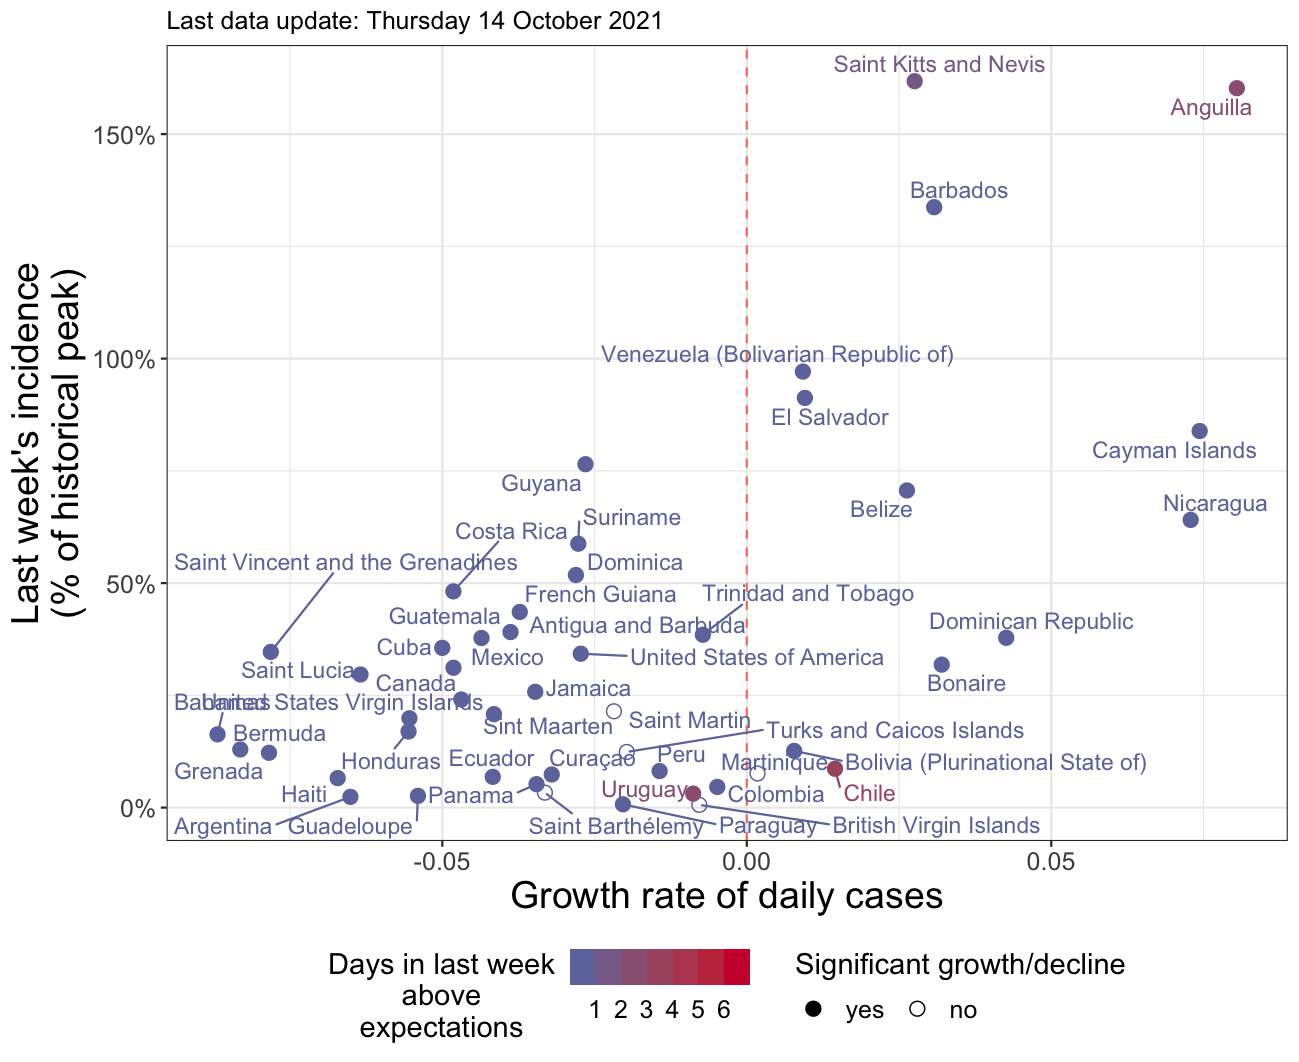 Last data update: Thursday 14 October 2021
Saint Kitts and Nevis
Anguilla
150%
Barbados
Venezuela (Bolivarian Republic of)
100%
El Salvador
Cayman Islands
Guyana
Nicaragua
Belize
Suriname
Costa Rica
Saint Vincent and the Grenadines
Dominica
50%
French Guiana
Trinidad and Tobago
Guatemala
Antigua and Barbuda
Dominican Republic
Cuba
Mexico
United States of America
Saint Lucia
Canada
Bonaire
Jamaica
Bahamas
United States Virgin Islands
Saint Martin
Sint Maarten
Turks and Caicos Islands
Bermuda
Honduras
Ecuador
Curaçao
Peru
Martinique
Bolivia (Plurinational State of)
Grenada
Haiti
Panama
Uruguay
Colombia
Chile
0%
Argentina
Guadeloupe
Saint Barthélemy
Paraguay
British Virgin Islands
Last week's incidence
(% of historical peak)
-0.05
0.00
0.05
Growth rate of daily cases
Days in last week
above
expectations
1 2 3 4 5 6
Significant growth/decline
yes
no